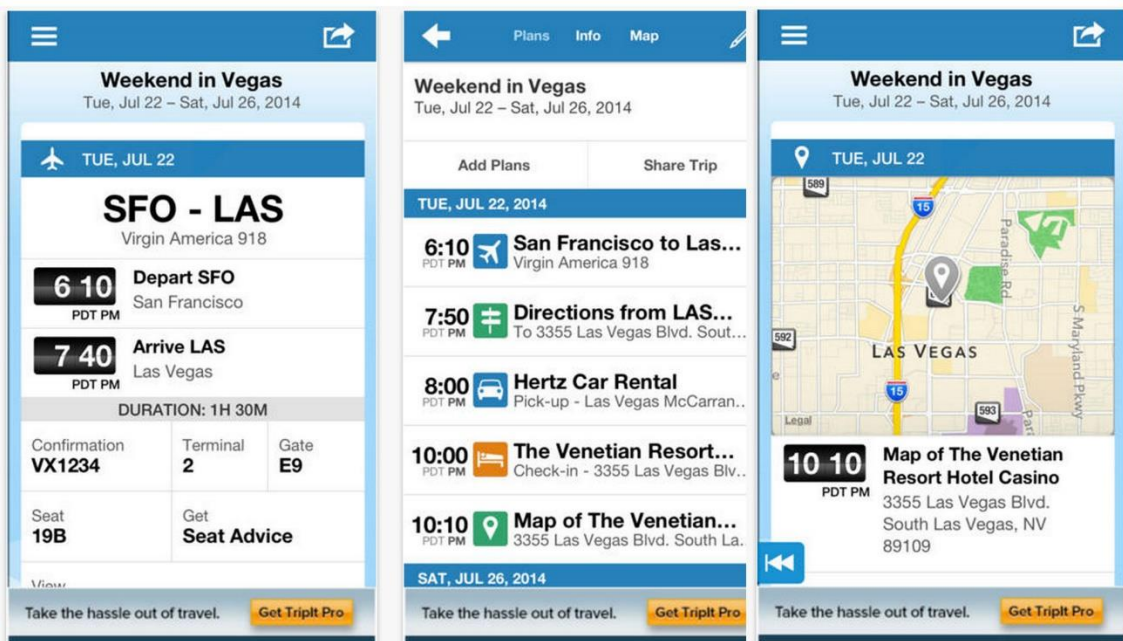 Weekend in Vegas
Tue, Jul 22 – Sat, Jul 26, 2014
TUE, JUL 22
SFO - LAS
Virgin America 918
6 10 Depart SFO
PDT PM San Francisco
7 40 Arrive LAS
PDT PM Las Vegas
DURATION: 1H 30M
Confirmation Terminal Gate
VX1234 2 E9
Seat Get
19B Seat Advice
View
Take the hassle out of travel. Get TripIt Pro
Plans Info Map
Weekend in Vegas
Tue, Jul 22 – Sat, Jul 26, 2014
Add Plans Share Trip
TUE, JUL 22, 2014
6:10 San Francisco to Las...
PDT PM Virgin America 918
7:50 Directions from LAS...
PDT PM To 3355 Las Vegas Blvd. Sout...
8:00 Hertz Car Rental
PDT PM Pick-up - Las Vegas McCarran..
10:00 The Venetian Resort...
PDT PM Check-in - 3355 Las Vegas Blv..
10:10 Map of The Venetian...
PDT PM 3355 Las Vegas Blvd. South La.
SAT, JUL 26, 2014
Take the hassle out of travel. Get TripIt Pro
Weekend in Vegas
Tue, Jul 22 – Sat, Jul 26, 2014
TUE, JUL 22
589
15
Paradise Rd
S Maryland Pkwy
592
LAS VEGAS
15
593
Legal
10 10 Map of The Venetian
PDT PM Resort Hotel Casino
3355 Las Vegas Blvd.
South Las Vegas, NV
89109
Take the hassle out of travel. Get TripIt Pro